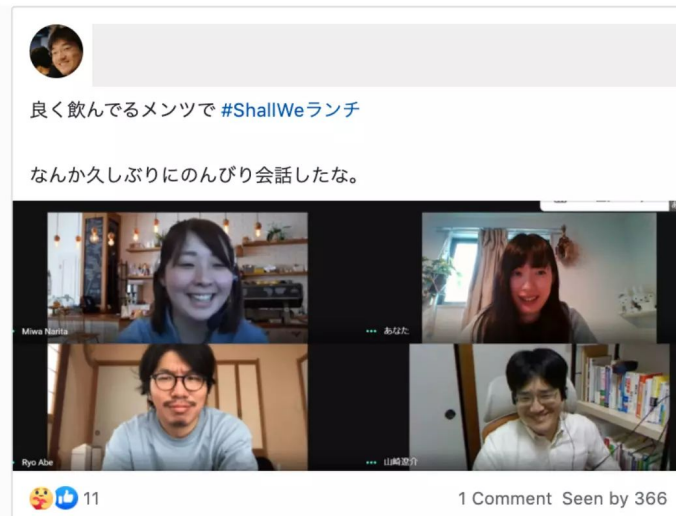 良く飲んでるメンツで #ShallWeランチ
なんか久しぶりにのんびり会話したな。
Miwa Narita
あなた
Ryo Abe
山崎遼介
11
1 Comment Seen by 366